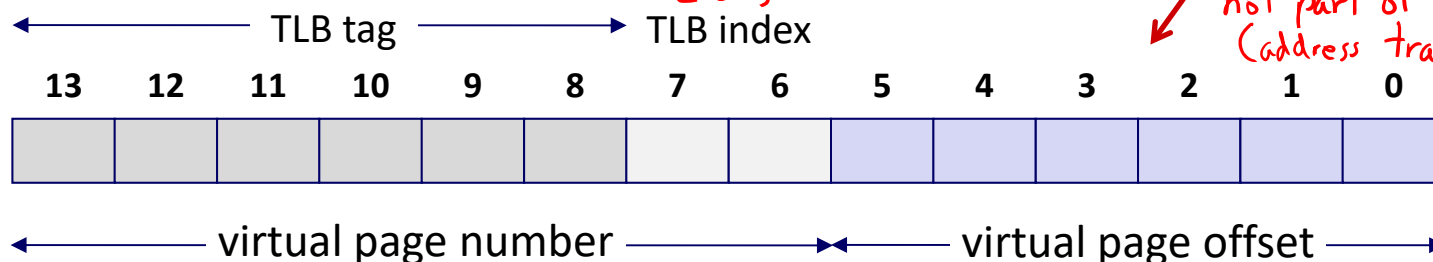 not part of
TLB tag TLB index
(address tra
13 12 11 10 9 8 7 6 5 4 3 2 1 0
virtual page number virtual page offset